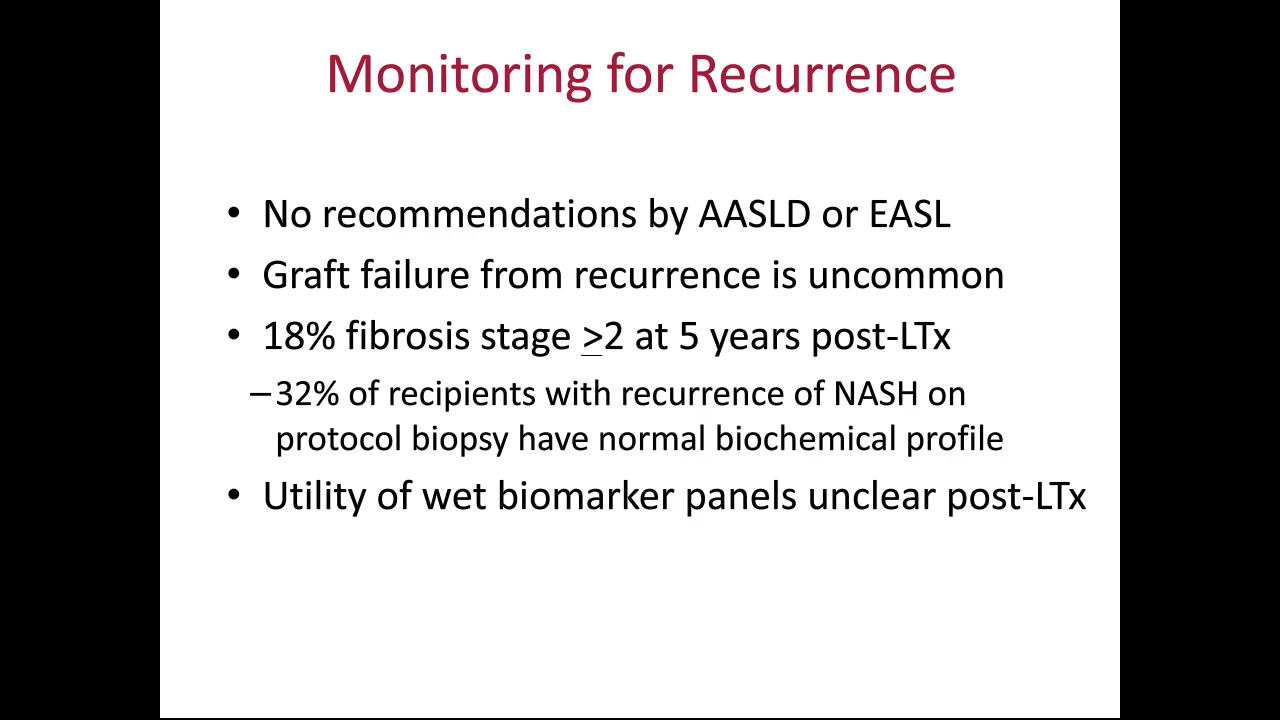 Monitoring for Recurrence
• No recommendations by AASLD or EASL
• Graft failure from recurrence is uncommon
• 18% fibrosis stage ≥2 at 5 years post-LTx
–32% of recipients with recurrence of NASH on
protocol biopsy have normal biochemical profile
• Utility of wet biomarker panels unclear post-LTx